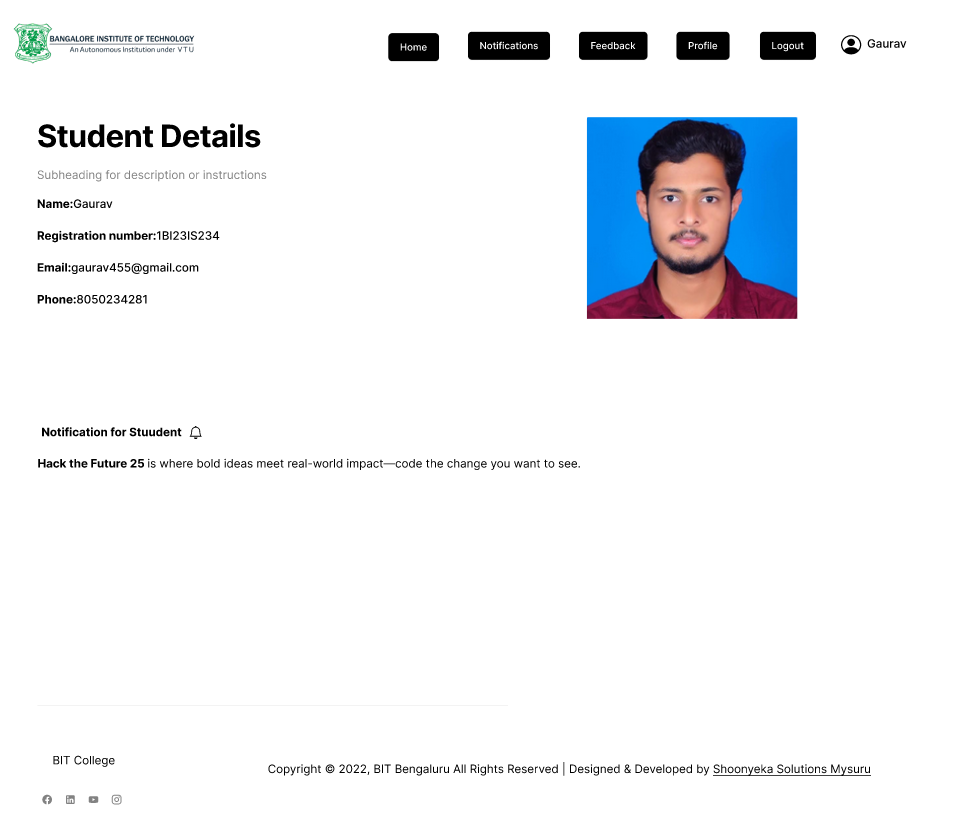 BANGALORE INSTITUTE OF TECHNOLOGY
An Autonomous Institution under V T U
Home
Notifications
Feedback
Profile
Logout
Gaurav
Student Details
Subheading for description or instructions
Name:Gaurav
Registration number:1BI23IS234
Email:gaurav455@gmail.com
Phone:8050234281
Notification for Stuudent
Hack the Future 25 is where bold ideas meet real-world impact—code the change you want to see.
BIT College
Copyright © 2022, BIT Bengaluru All Rights Reserved | Designed & Developed by Shoonyeka Solutions Mysuru